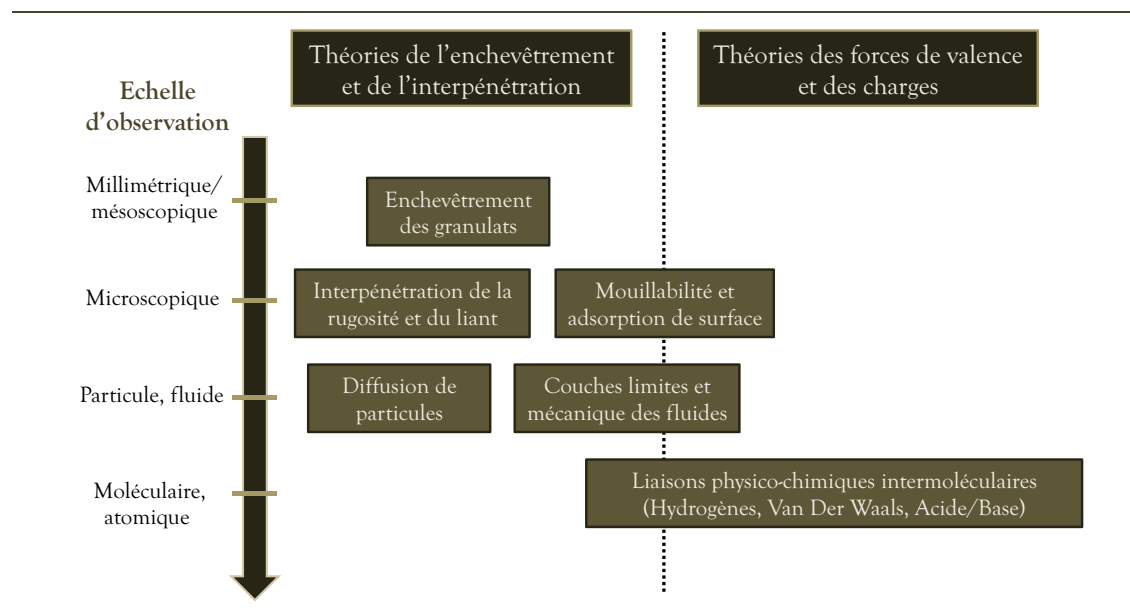 Théories de l'enchevêtrement
et de l'interpénétration
Théories des forces de valence
et des charges
Echelle
d'observation
Millimétrique/
mésoscopique
Enchevêtrement
des granulats
Microscopique
Interpénétration de la
rugosité et du liant
Mouillabilité et
adsorption de surface
Particule, fluide
Diffusion de
particules
Couches limites et
mécanique des fluides
Moléculaire,
atomique
Liaisons physico-chimiques intermoléculaires
(Hydrogènes, Van Der Waals, Acide/Base)